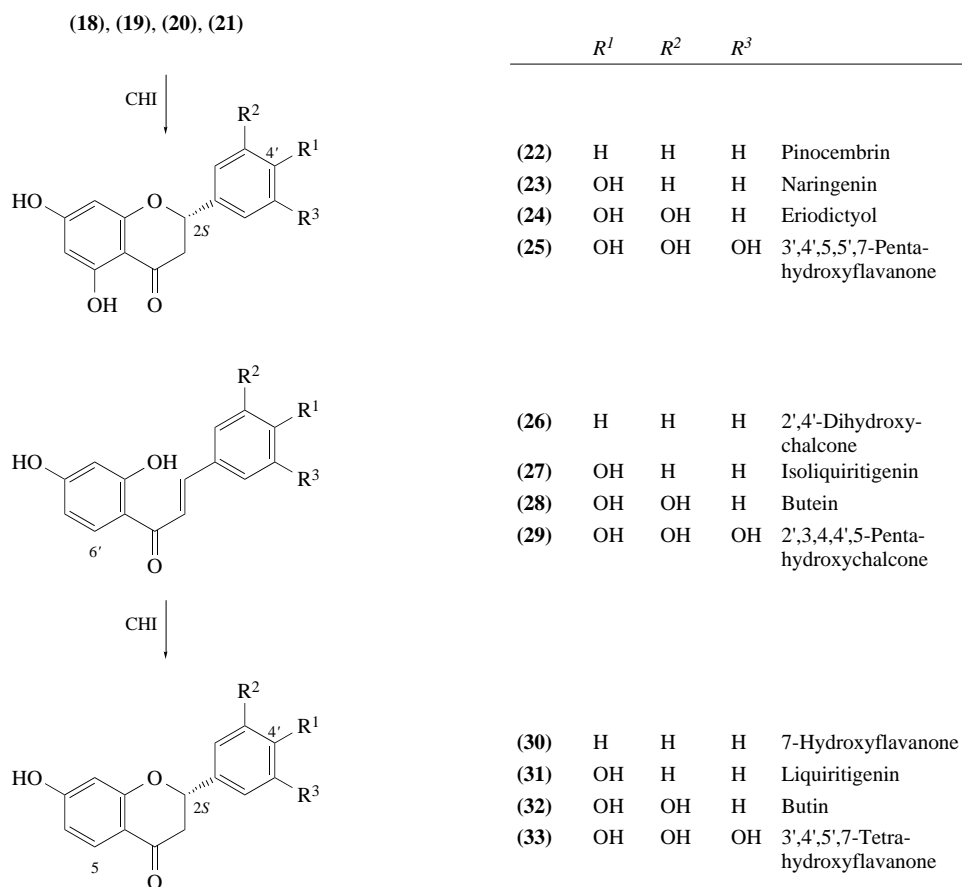 (18), (19), (20), (21)
R¹ R² R³
CHI
R²
4′ R¹
HO O
2S R³
OH O
(22) H H H Pinocembrin
(23) OH H H Naringenin
(24) OH OH H Eriodictyol
(25) OH OH OH 3',4',5,5',7-Penta-
hydroxyflavanone
R²
R¹
HO OH
R³
6′
O
(26) H H H 2',4'-Dihydroxy-
chalcone
(27) OH H H Isoliquiritigenin
(28) OH OH H Butein
(29) OH OH OH 2',3,4,4',5-Penta-
hydroxychalcone
CHI
R²
4′ R¹
HO O
2S R³
5
O
(30) H H H 7-Hydroxyflavanone
(31) OH H H Liquiritigenin
(32) OH OH H Butin
(33) OH OH OH 3',4',5',7-Tetra-
hydroxyflavanone